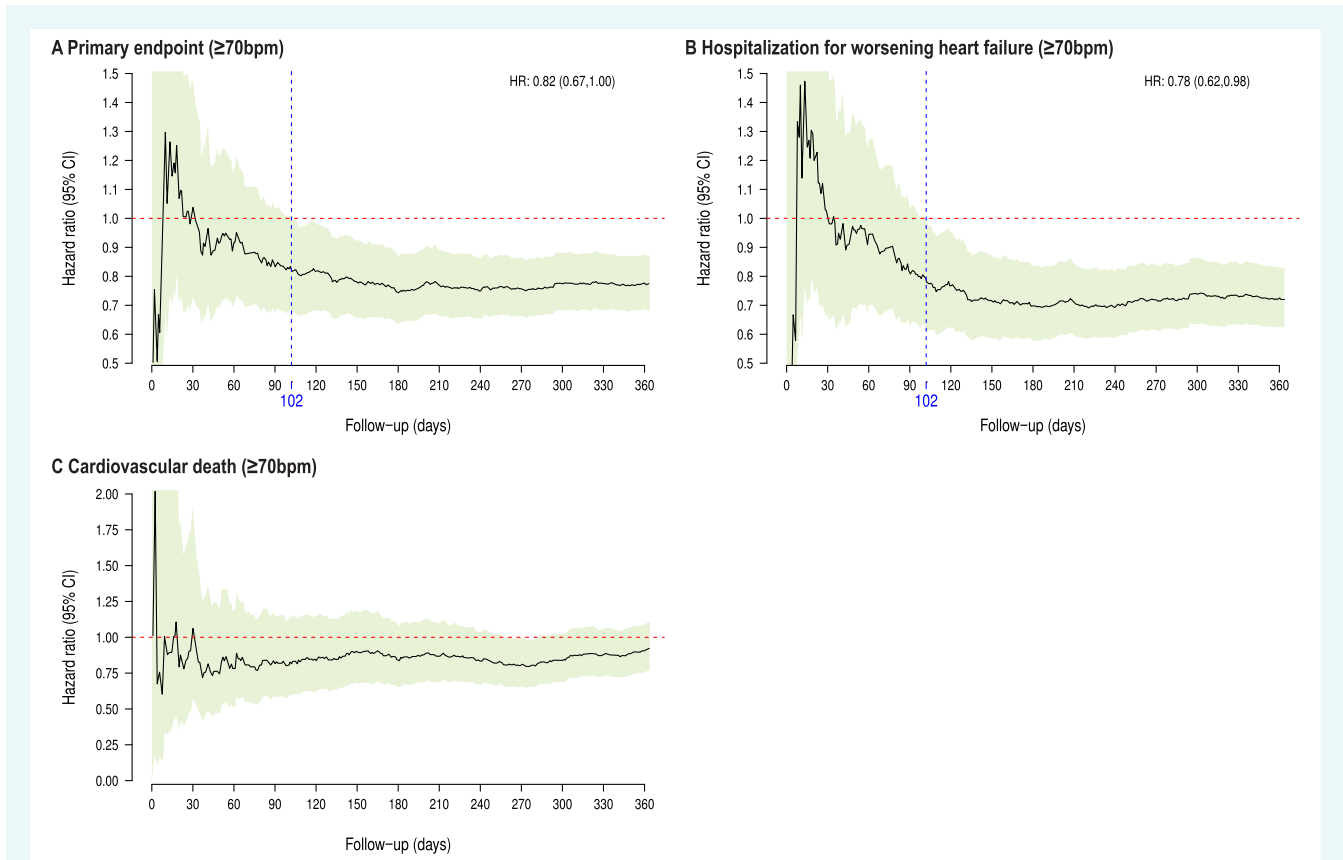 A Primary endpoint (≥70bpm)
HR: 0.82 (0.67,1.00)
Hazard ratio (95% CI)
1.5
1.4
1.3
1.2
1.1
1.0
0.9
0.8
0.7
0.6
0.5
0 30 60 90 120 150 180 210 240 270 300 330 360
102
Follow−up (days)
B Hospitalization for worsening heart failure (≥70bpm)
HR: 0.78 (0.62,0.98)
Hazard ratio (95% CI)
1.5
1.4
1.3
1.2
1.1
1.0
0.9
0.8
0.7
0.6
0.5
0 30 60 90 120 150 180 210 240 270 300 330 360
102
Follow−up (days)
C Cardiovascular death (≥70bpm)
Hazard ratio (95% CI)
2.00
1.75
1.50
1.25
1.00
0.75
0.50
0.25
0.00
0 30 60 90 120 150 180 210 240 270 300 330 360
Follow−up (days)